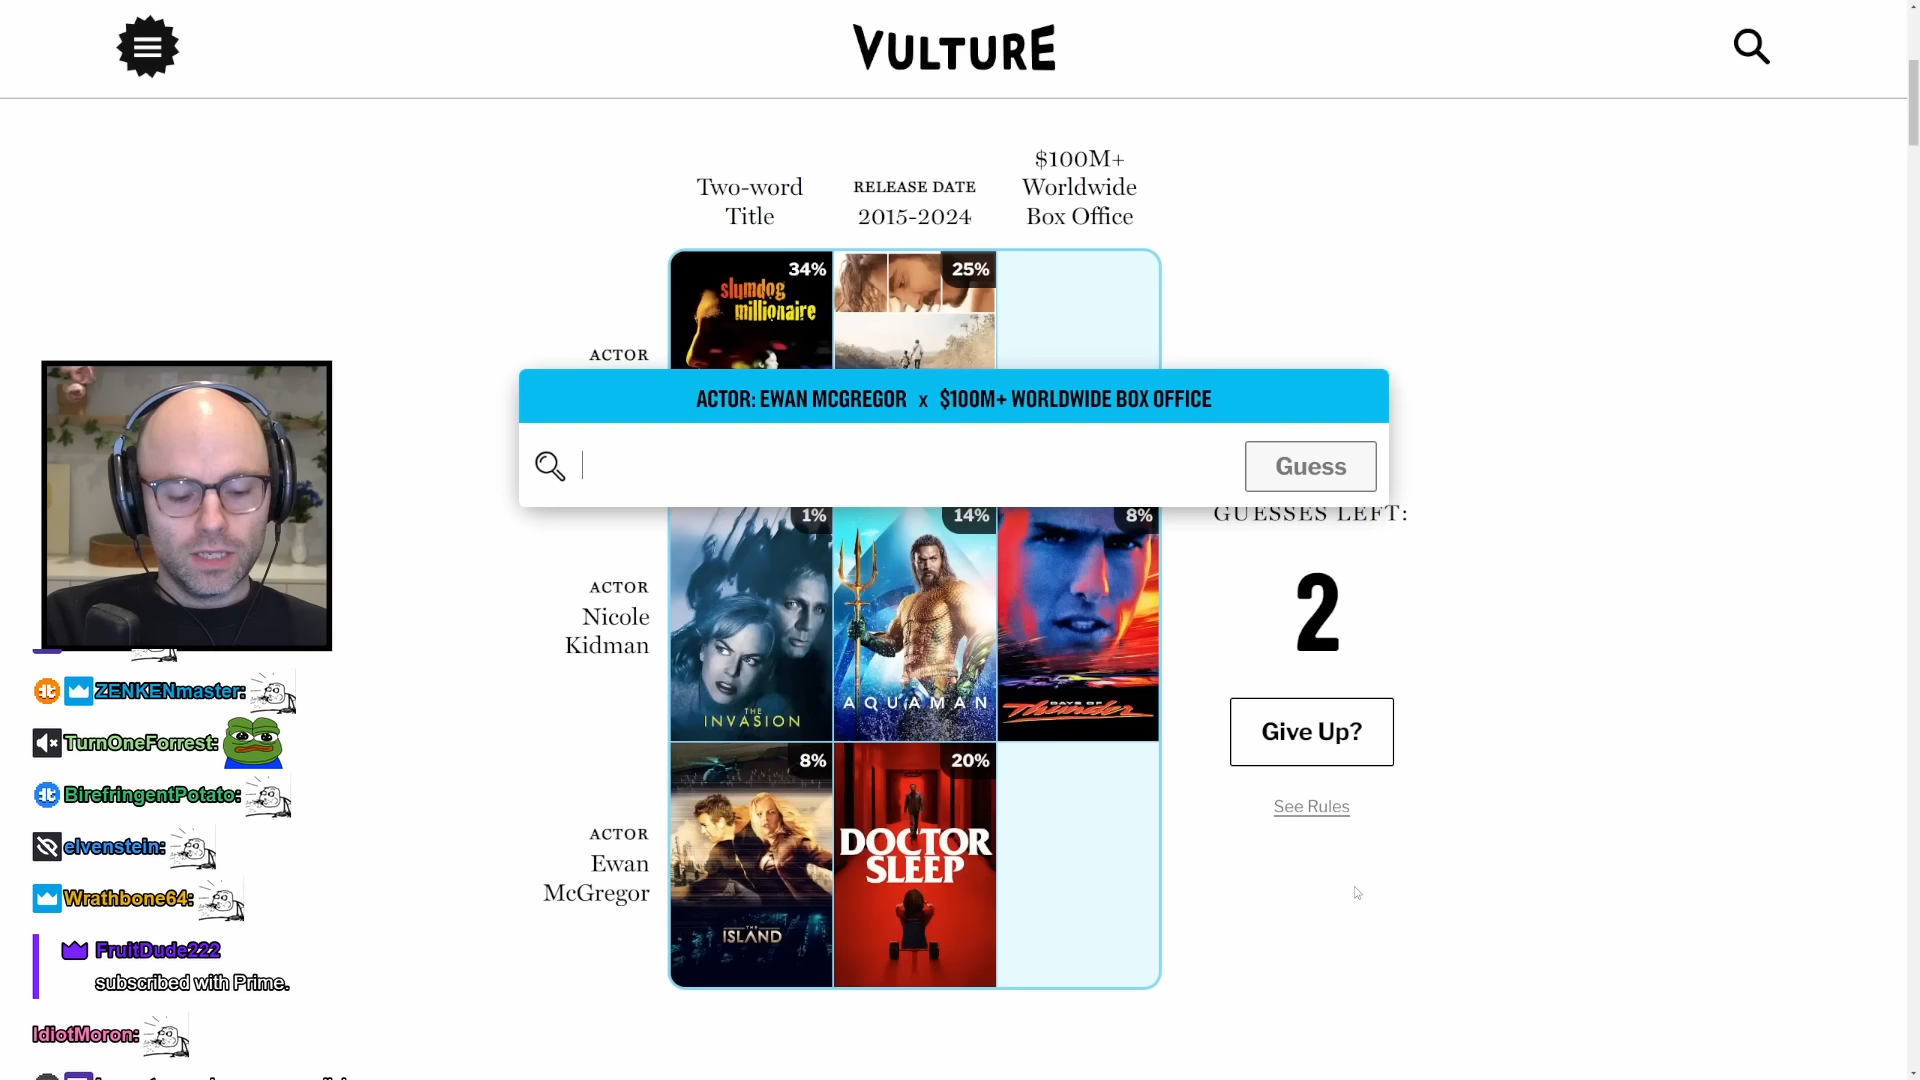 VULTURE
Two-word
Title
RELEASE DATE
2015-2024
$100M+
Worldwide
Box Office
34%
slumdog
millionaire
25%
ACTOR
ACTOR: EWAN MCGREGOR x $100M+ WORLDWIDE BOX OFFICE
Guess
GUESSES LEFT:
2
Give Up?
See Rules
ACTOR
Nicole
Kidman
1%
THE
INVASION
14%
AQUAMAN
8%
DAYS OF
Thunder
ACTOR
Ewan
McGregor
8%
THE
ISLAND
20%
DOCTOR
SLEEP
ZENKENmaster:
TurnOneForrest:
BirefringentPotato:
elvenstein:
Wrathbone64:
FruitDude222
subscribed with Prime.
IdiotMoron: